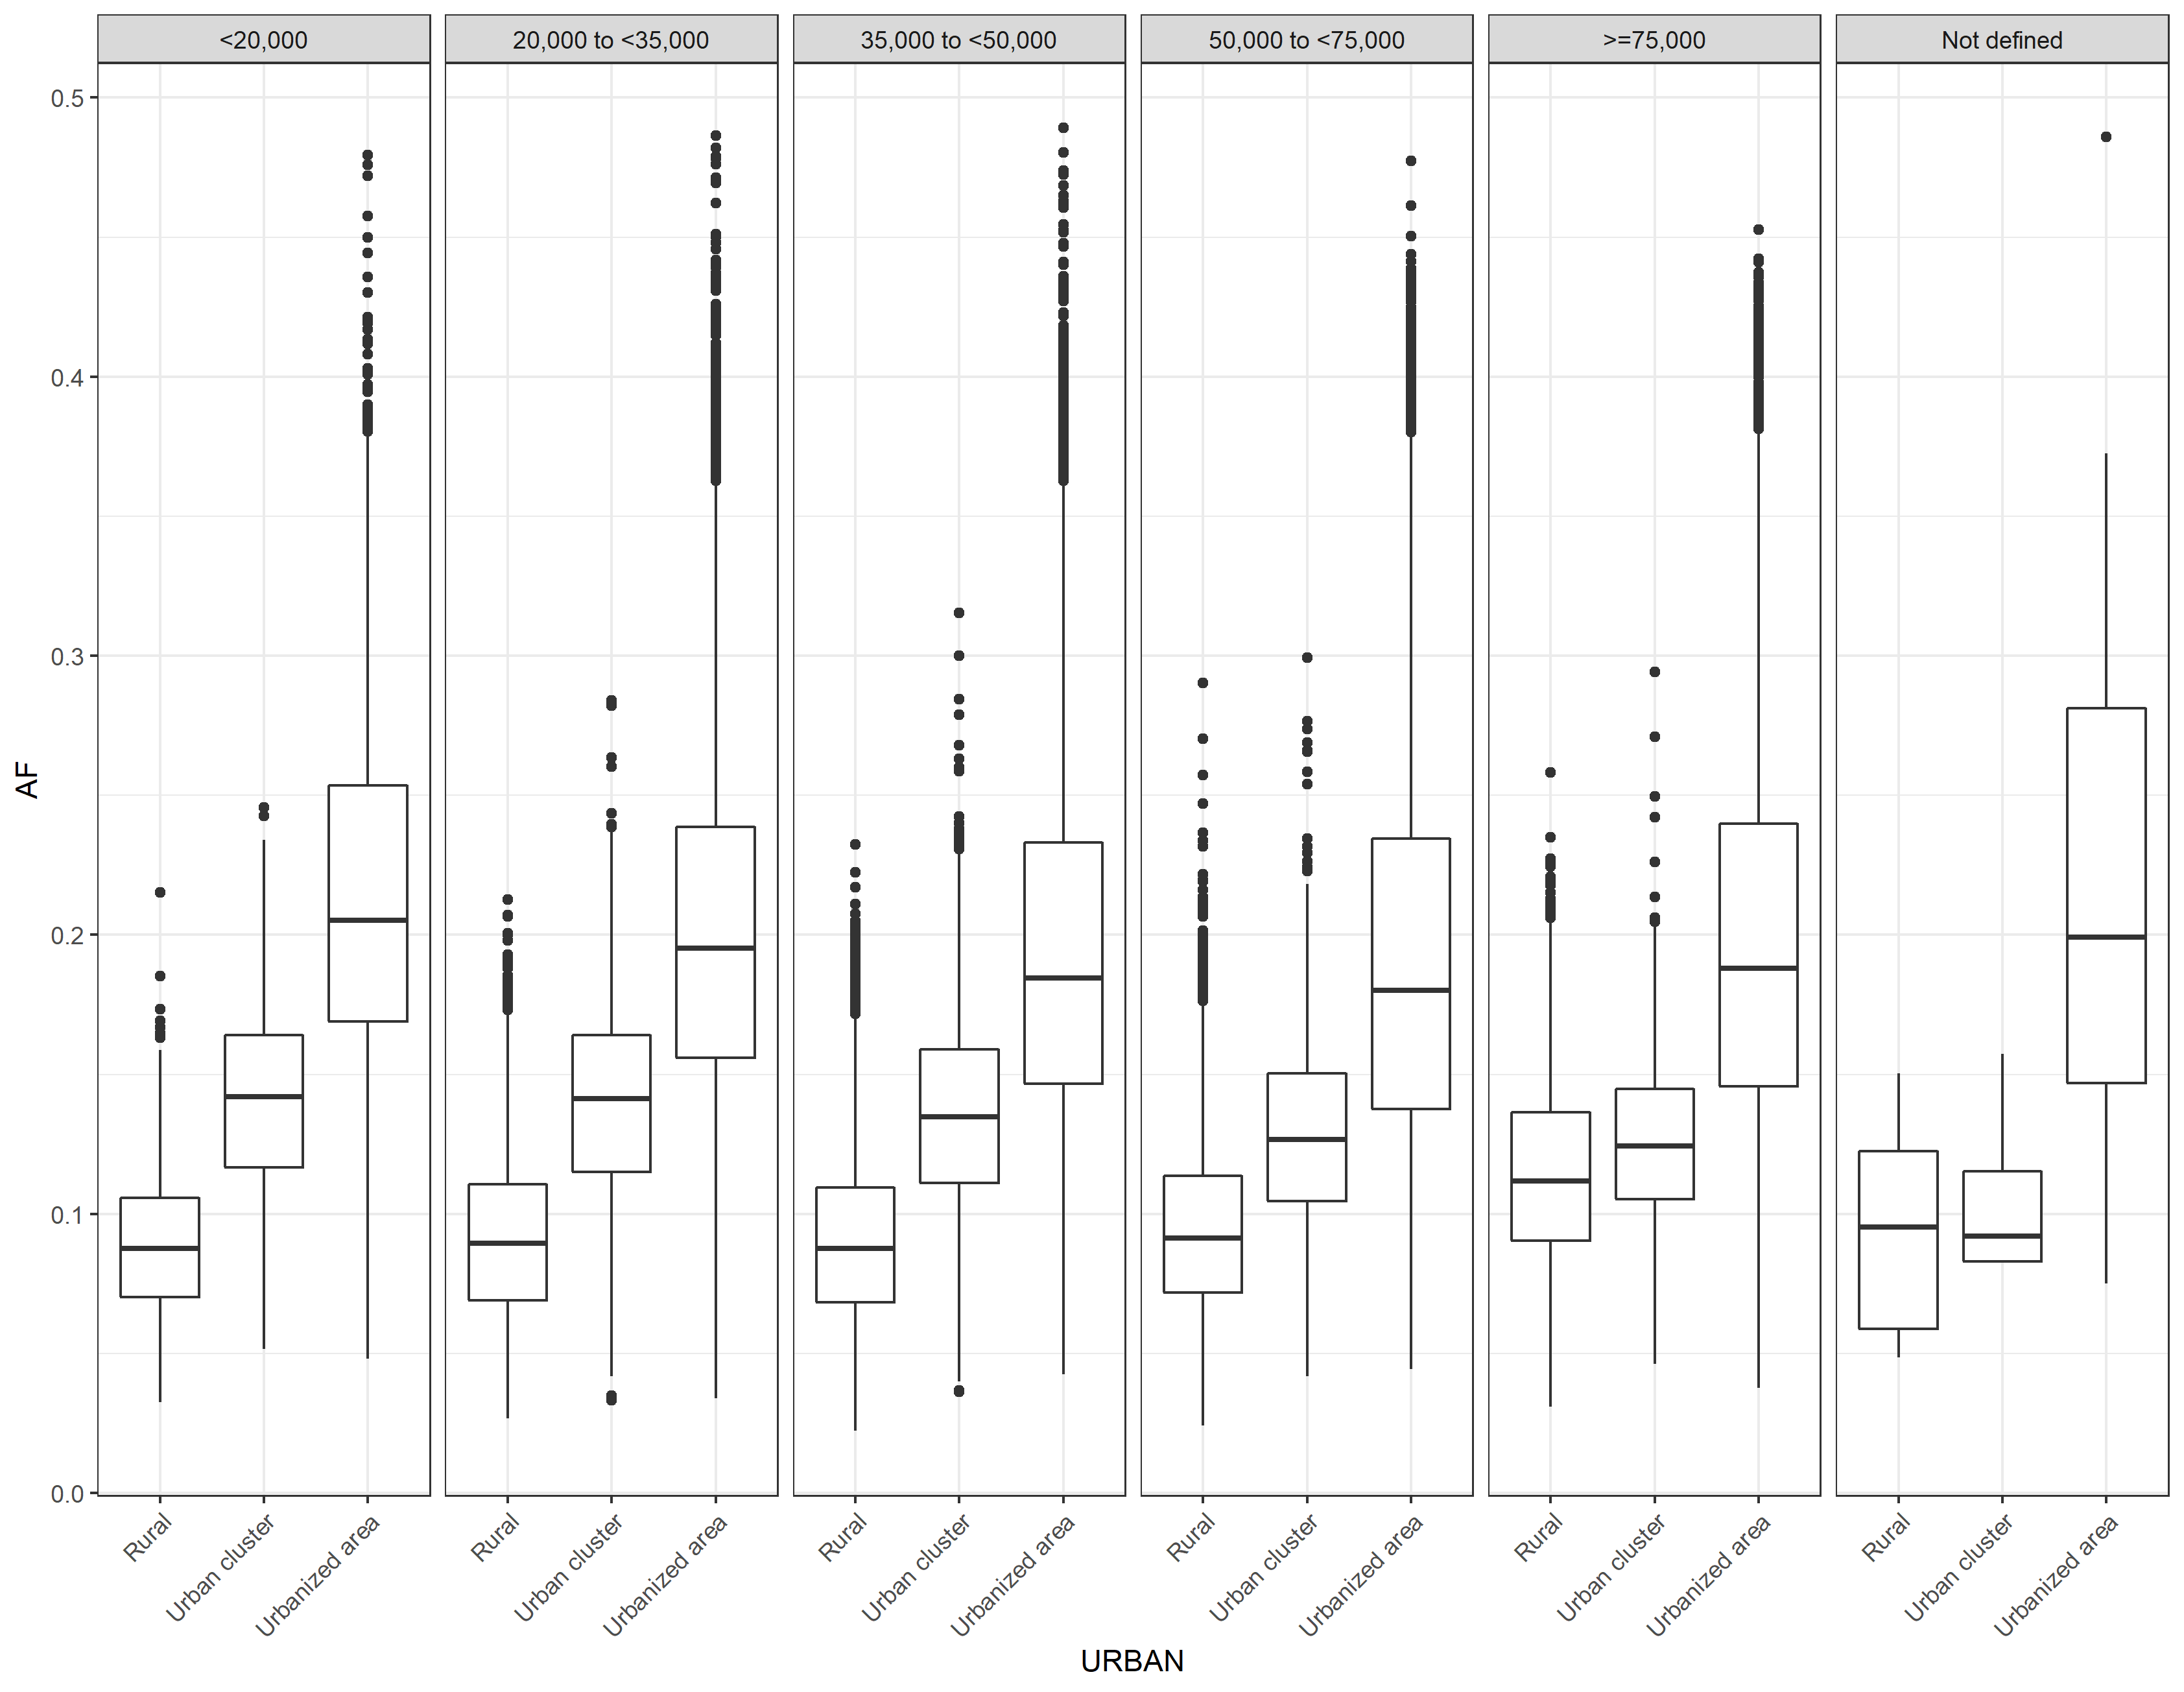 <20,000
20,000 to <35,000
35,000 to <50,000
50,000 to <75,000
>=75,000
Not defined
AF
0.5
0.4
0.3
0.2
0.1
0.0
Rural
Urban cluster
Urbanized area
Rural
Urban cluster
Urbanized area
Rural
Urban cluster
Urbanized area
Rural
Urban cluster
Urbanized area
Rural
Urban cluster
Urbanized area
Rural
Urban cluster
Urbanized area
URBAN